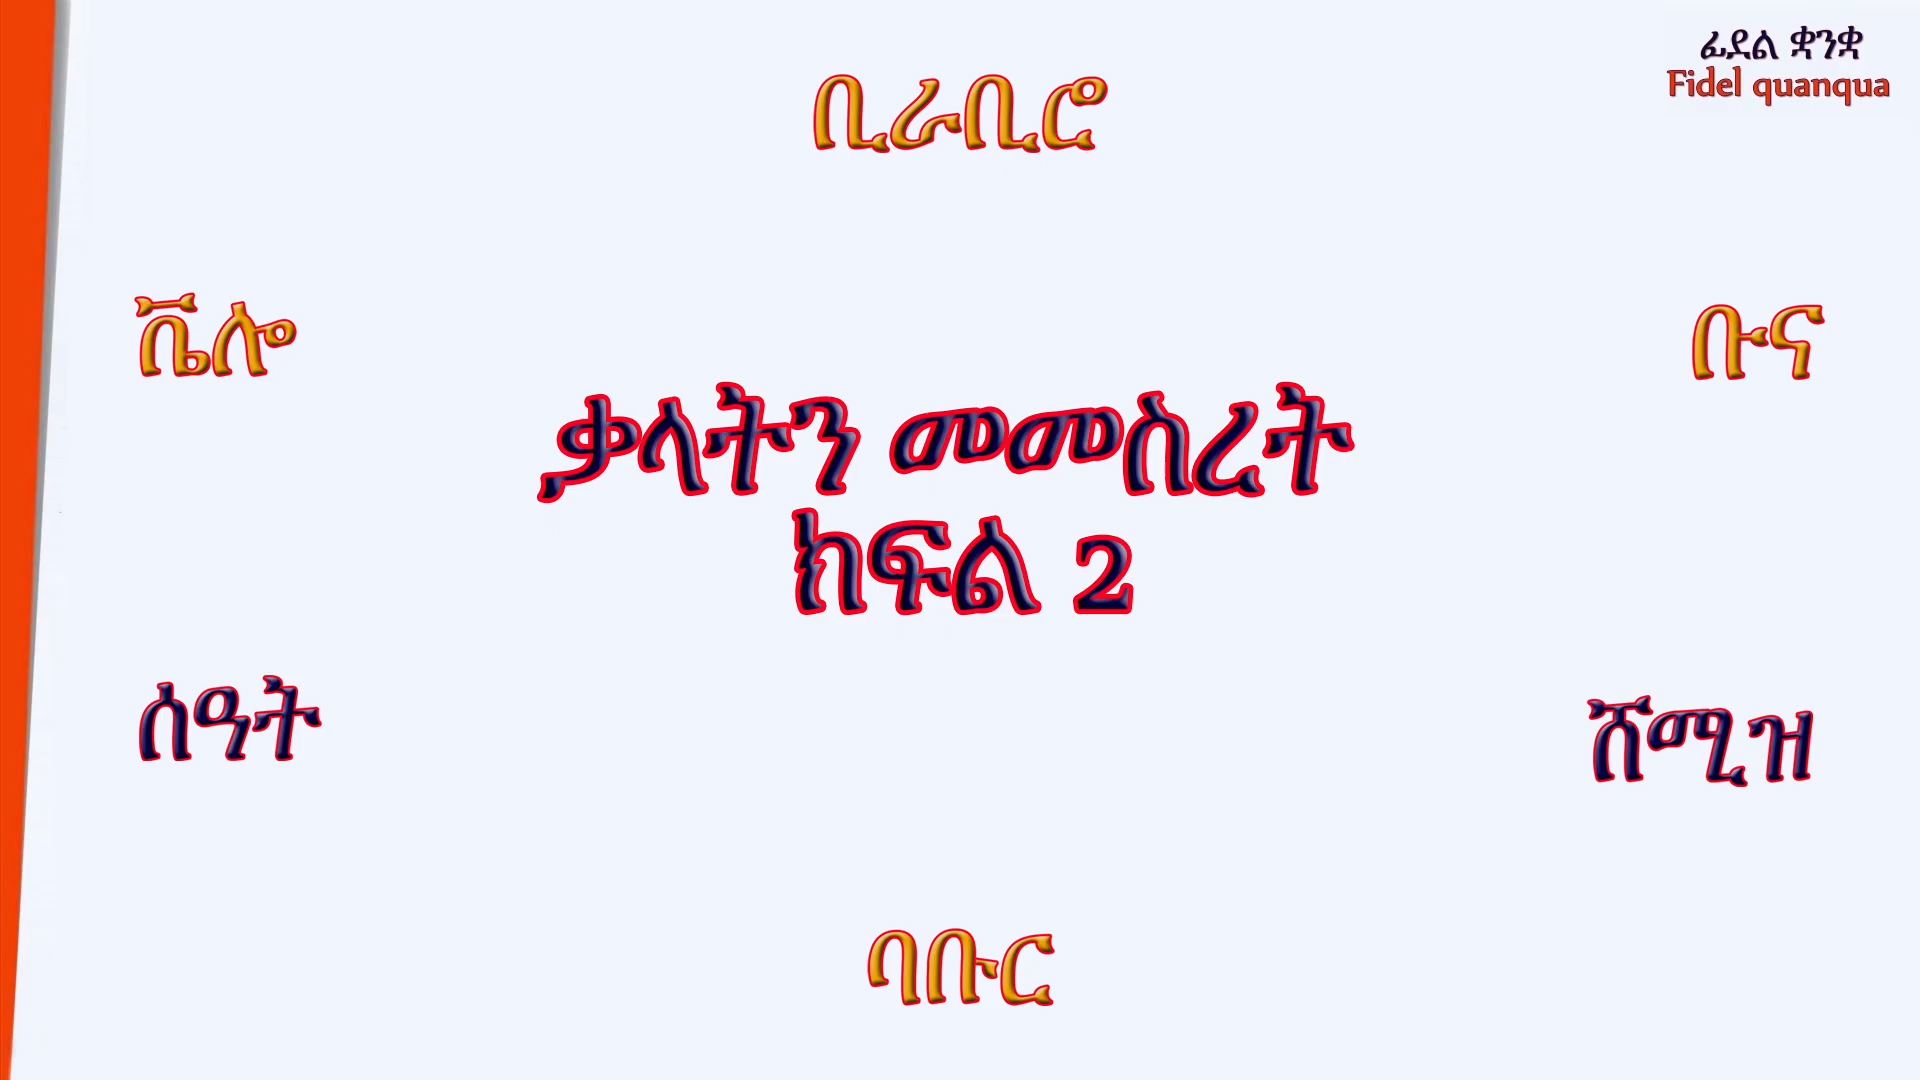 ፊደል ቋንቋ
Fidel quanqua
ቢራቢሮ
ቬሎ
ቡና
ቃላትን መመስረት
ክፍል 2
ሰዓት
ሸሚዝ
ባቡር